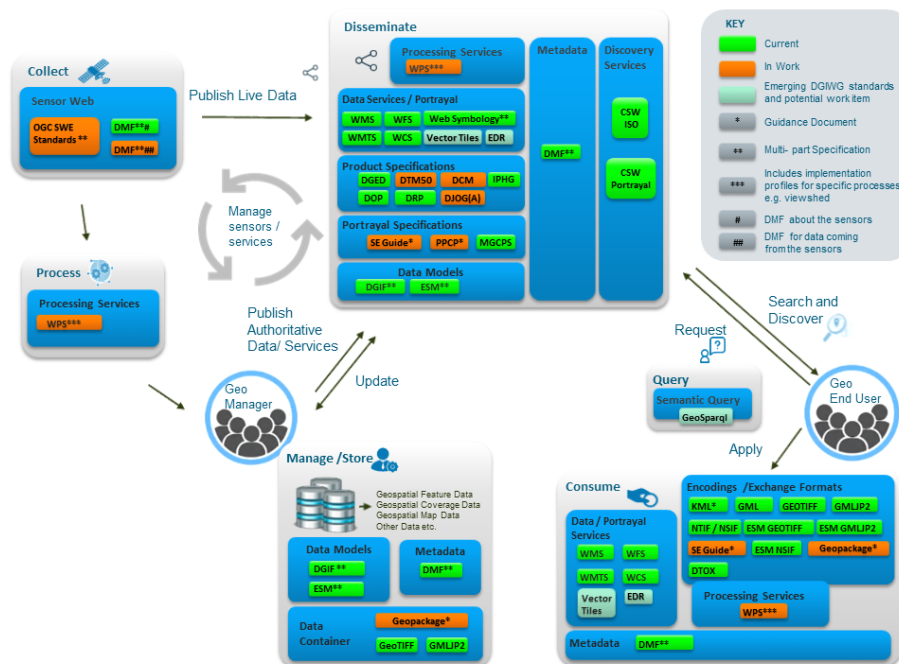 Disseminate
Processing Services
WPS***
Data Services / Portrayal
WMS WFS Web Symbology**
WMTS WCS Vector Tiles EDR
Product Specifications
DGED DTM50 DCM IPHG
DOP DRP DJOG(A)
Portrayal Specifications
SE Guide* PPCP* MGCPS
Data Models
DGIF** ESM**
Metadata
DMF**
Discovery
Services
CSW
ISO
CSW
Portrayal
KEY
Current
In Work
Emerging DGIWG standards
and potential work item
* Guidance Document
** Multi- part Specification
*** Includes implementation
profiles for specific processes
e.g. viewshed
# DMF about the sensors
## DMF for data coming
from the sensors
Collect
Sensor Web
OGC SWE
Standards **
DMF**#
DMF**##
Publish Live Data
Manage
sensors /
services
Process
Processing Services
WPS***
Publish
Authoritative
Data/ Services
Update
Geo
Manager
Search and
Discover
Request
Query
Semantic Query
GeoSparql
Geo
End User
Apply
Manage /Store
Geospatial Feature Data
Geospatial Coverage Data
Geospatial Map Data
Other Data etc.
Data Models
DGIF **
ESM**
Metadata
DMF**
Data
Container
Geopackage*
GeoTIFF GMLJP2
Consume
Data / Portrayal
Services
WMS WFS
WMTS WCS
Vector
Tiles
EDR
Encodings /Exchange Formats
KML* GML GEOTIFF GMLJP2
NTIF / NSIF ESM GEOTIFF ESM GMLJP2
SE Guide* ESM NSIF Geopackage*
DTOX
Processing Services
WPS***
Metadata DMF**